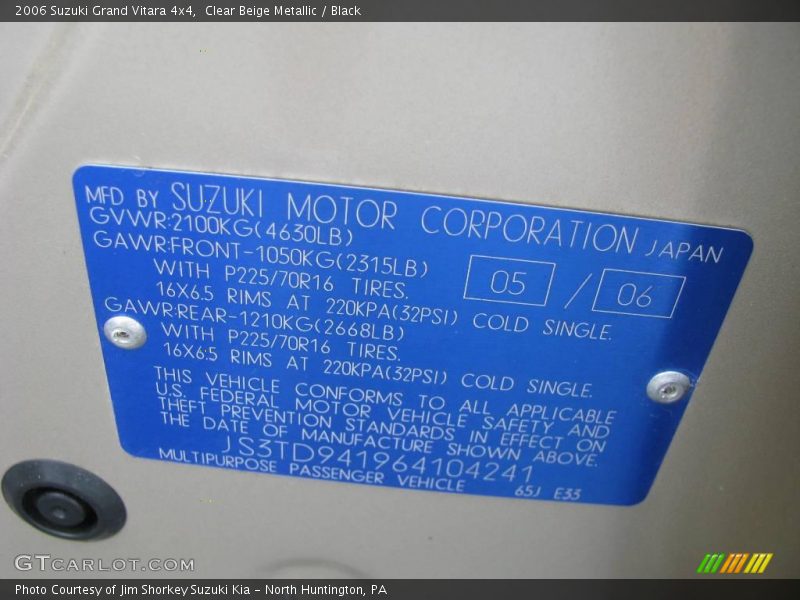 2006 Suzuki Grand Vitara 4x4,  Clear Beige Metallic / Black
MFD BY SUZUKI MOTOR CORPORATION JAPAN
GVWR:2100KG(4630LB)
GAWR:FRONT-1050KG(2315LB)
WITH P225/70R16 TIRES.
05 / 06
16X6.5 RIMS AT 220KPA(32PSI) COLD SINGLE.
GAWR:REAR-1210KG(2668LB)
WITH P225/70R16 TIRES.
16X6.5 RIMS AT 220KPA(32PSI) COLD SINGLE.
THIS VEHICLE CONFORMS TO ALL APPLICABLE
U.S. FEDERAL MOTOR VEHICLE SAFETY AND
THEFT PREVENTION STANDARDS IN EFFECT ON
THE DATE OF MANUFACTURE SHOWN ABOVE.
JS3TD941964104241
MULTIPURPOSE PASSENGER VEHICLE 65J E33
GTCARLOT.COM
Photo Courtesy of Jim Shorkey Suzuki Kia - North Huntington, PA